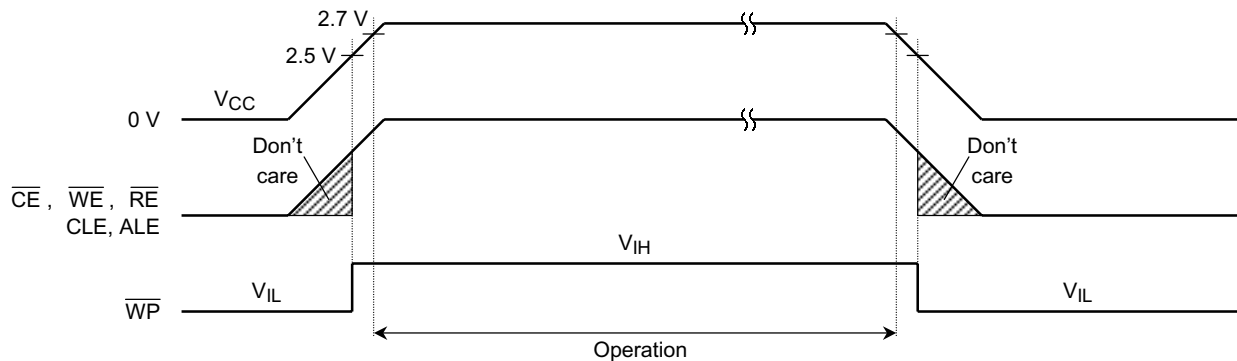 2.7 V
2.5 V
VCC
0 V
Don't
care
Don't
care
CE , WE , RE
CLE, ALE
VIH
VIL
VIL
WP
Operation